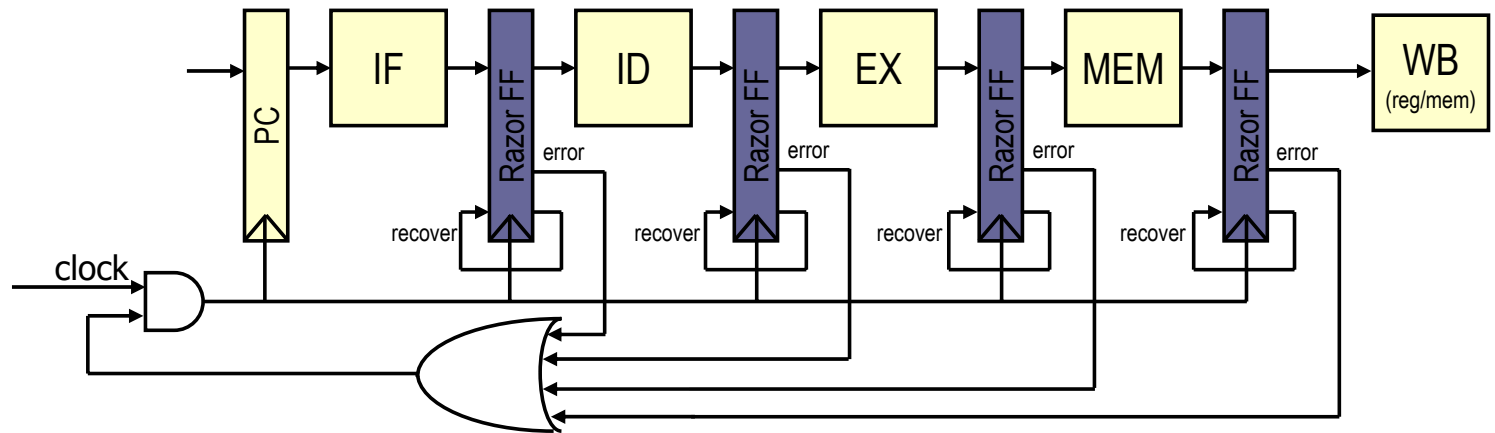 PC
IF
Razor FF
ID
Razor FF
EX
Razor FF
MEM
Razor FF
WB
(reg/mem)
error
error
error
error
recover
recover
recover
recover
clock